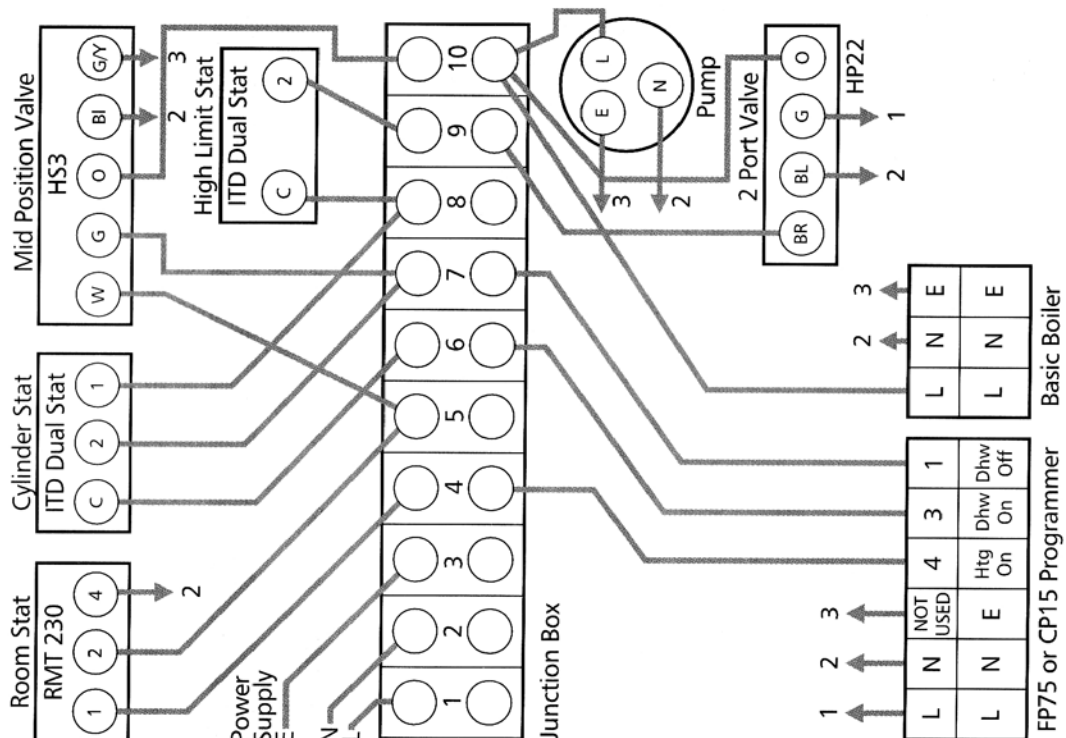 Mid Position Valve
HS3
W
G
O
Bl
G/Y
2
3
High Limit Stat
ITD Dual Stat
C
2
Cylinder Stat
ITD Dual Stat
C
2
1
Room Stat
RMT 230
1
2
4
2
Power
Supply
E
N
L
1
2
3
4
5
6
7
8
9
10
Junction Box
Pump
L
E
N
3
2
2 Port Valve
HP22
BR
BL
G
O
2
1
Basic Boiler
2
3
L
N
E
L
N
E
FP75 or CP15 Programmer
1
2
3
L
N
NOT
USED
4
3
1
L
N
E
Htg
On
Dhw
On
Dhw
Off